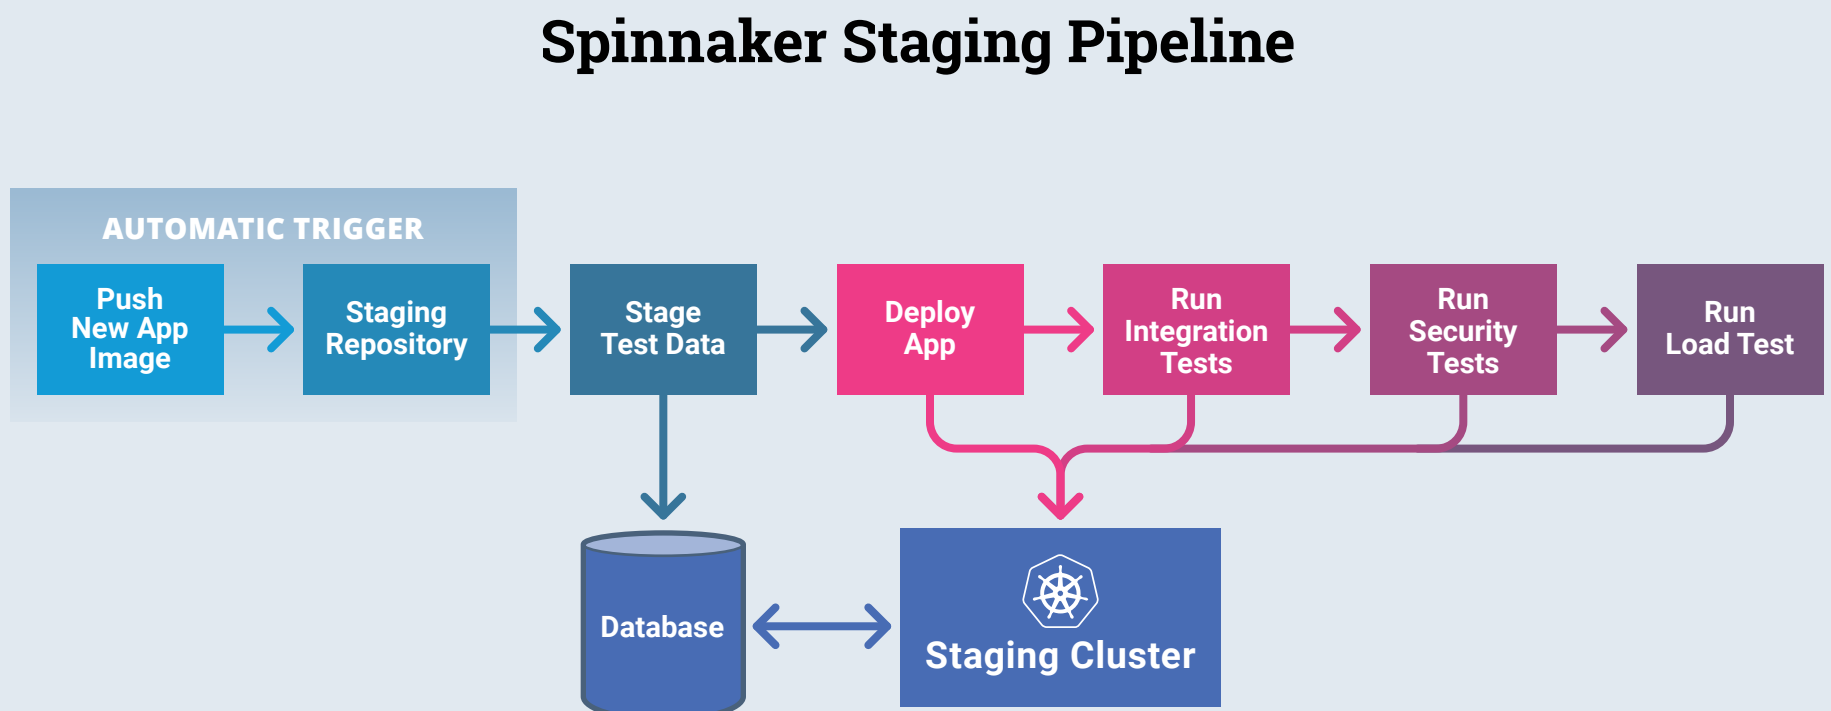 Spinnaker Staging Pipeline
AUTOMATIC TRIGGER
Push
New App
Image
Staging
Repository
Stage
Test Data
Deploy
App
Run
Integration
Tests
Run
Security
Tests
Run
Load Test
Database
Staging Cluster